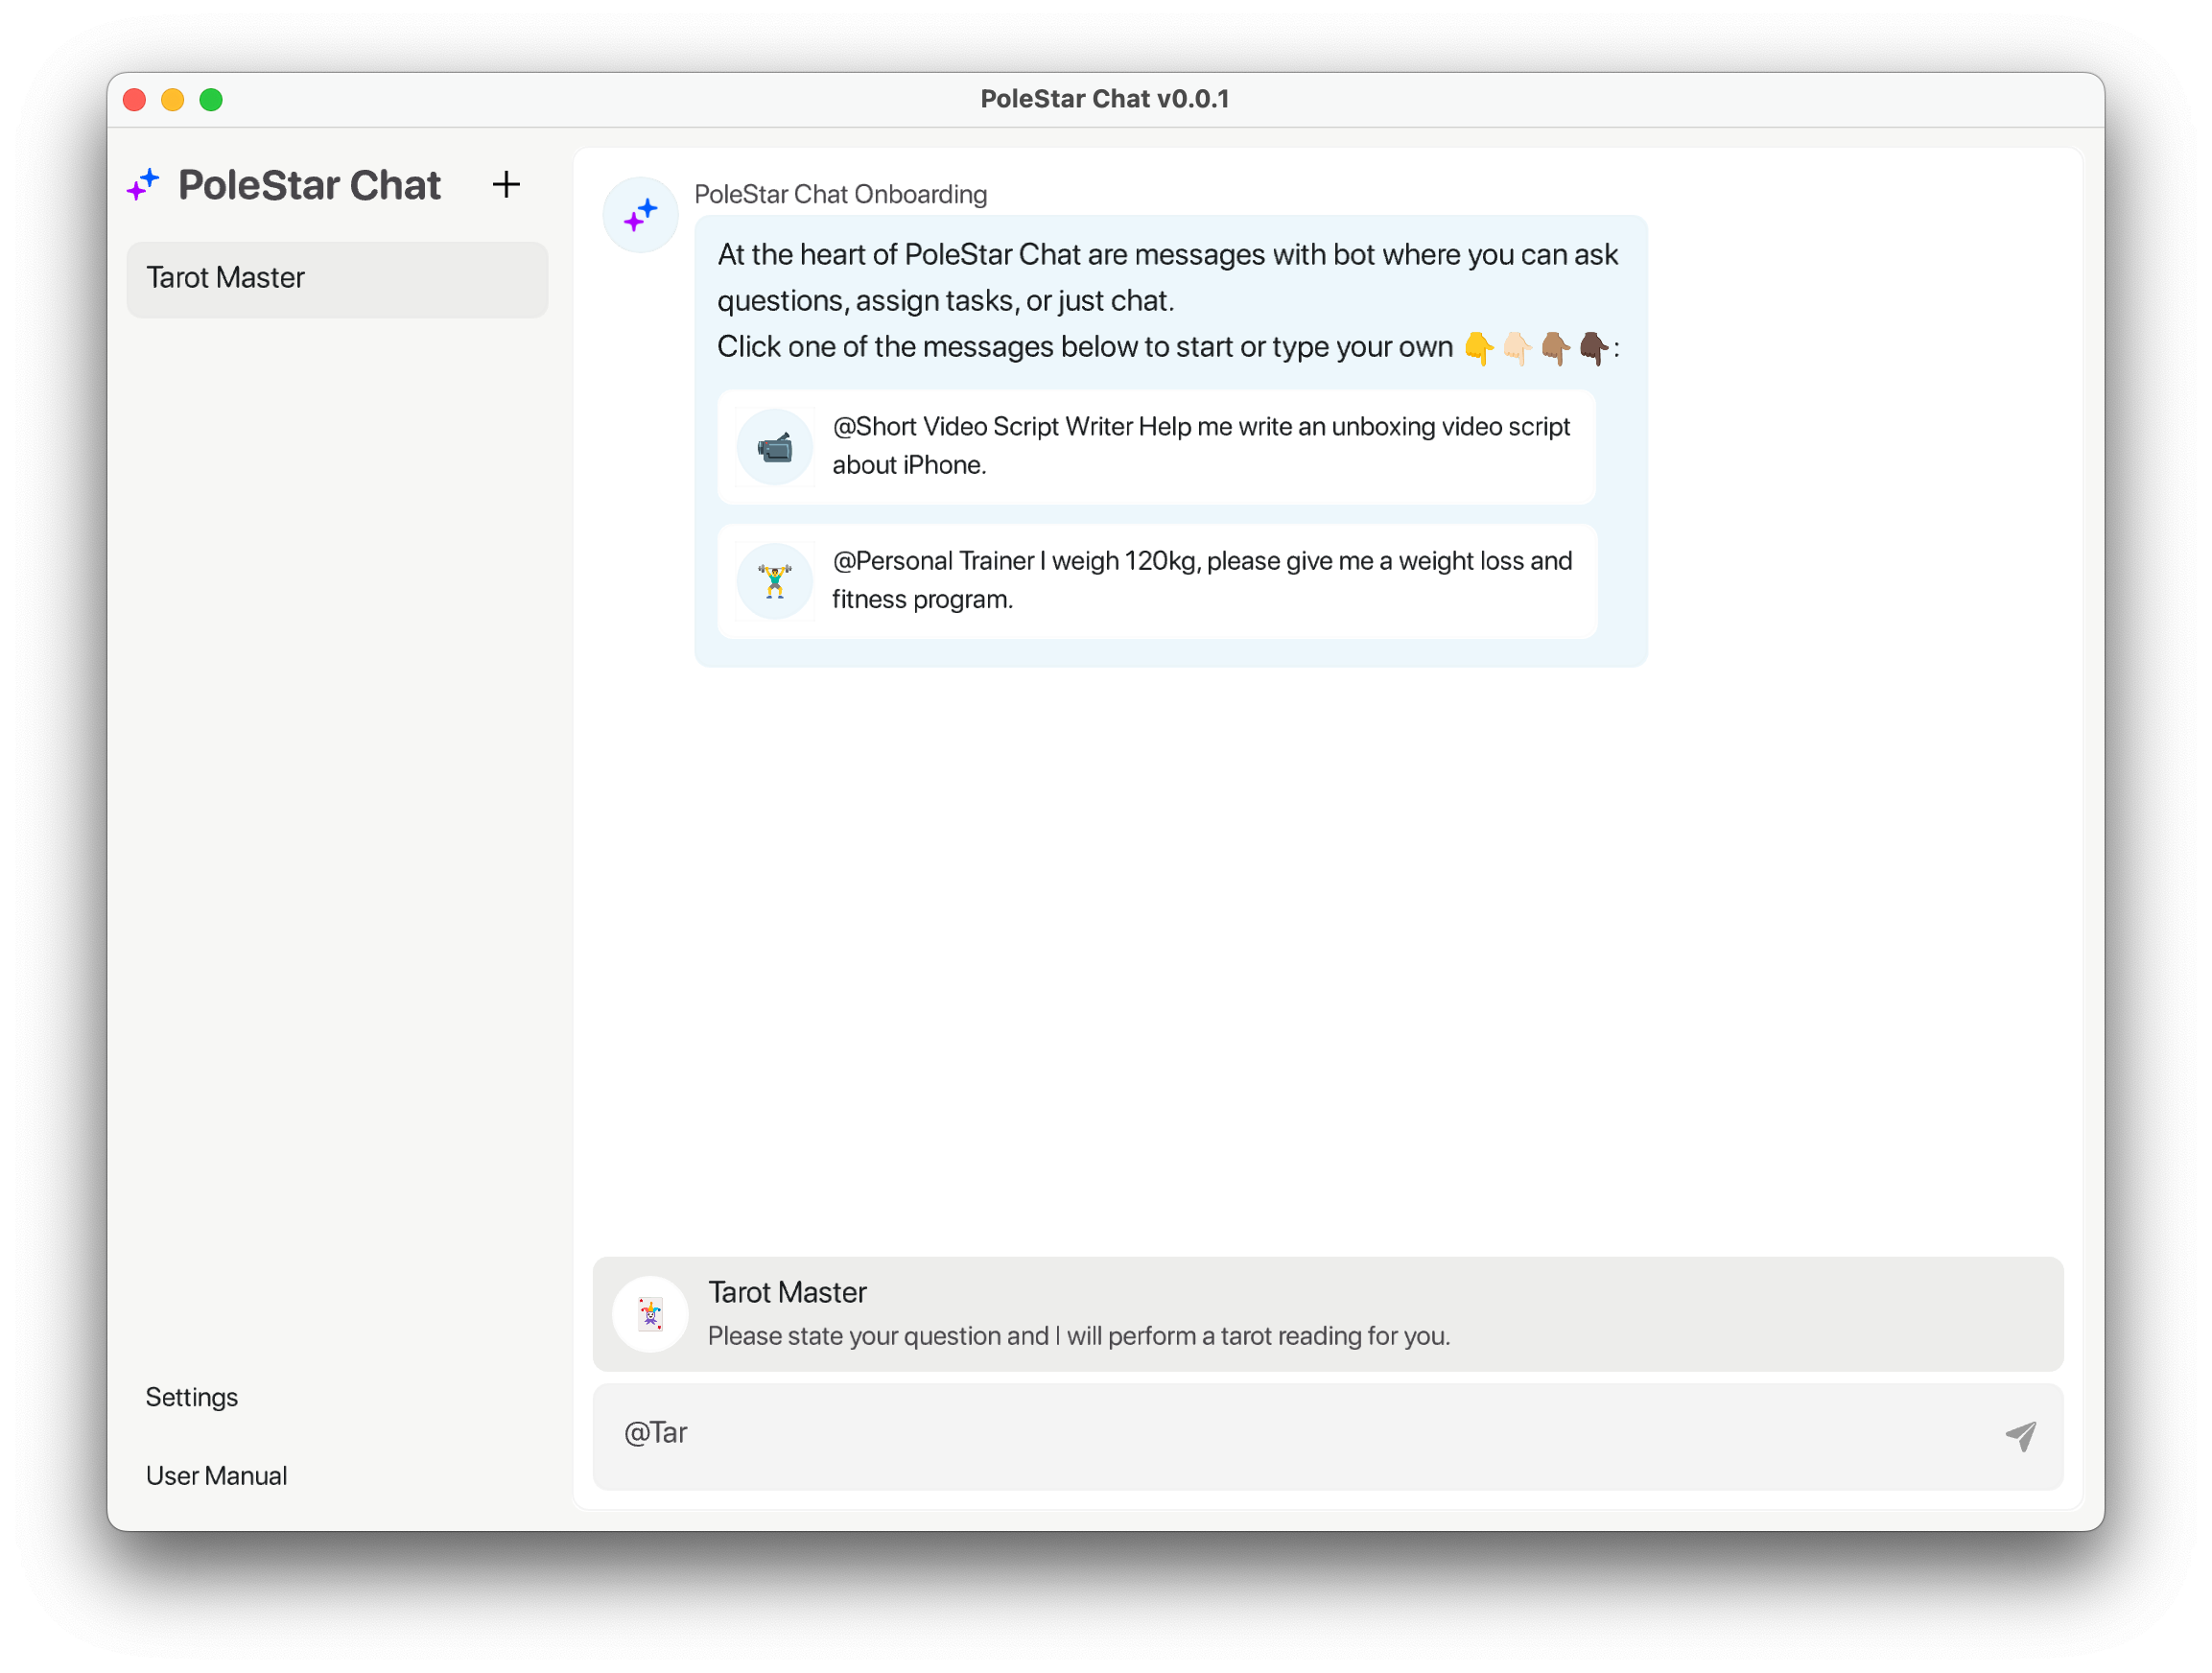 PoleStar Chat v0.0.1
PoleStar Chat
Tarot Master
PoleStar Chat Onboarding
At the heart of PoleStar Chat are messages with bot where you can ask
questions, assign tasks, or just chat.
Click one of the messages below to start or type your own 👇👇🏻👇🏽👇🏿:
@Short Video Script Writer Help me write an unboxing video script
about iPhone.
@Personal Trainer I weigh 120kg, please give me a weight loss and
fitness program.
Tarot Master
Please state your question and I will perform a tarot reading for you.
@Tar
Settings
User Manual